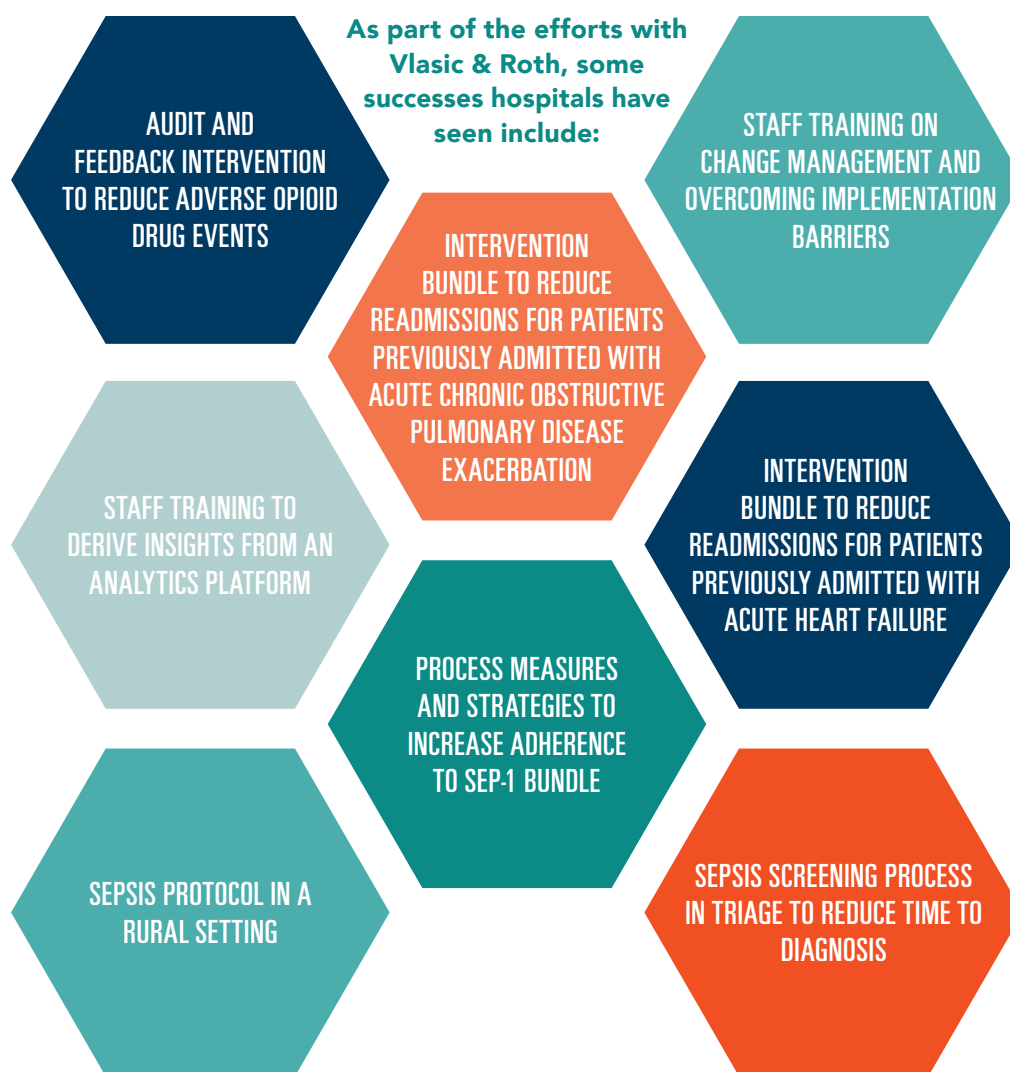 As part of the efforts with
Vlasic & Roth, some
successes hospitals have
seen include:
AUDIT AND
FEEDBACK INTERVENTION
TO REDUCE ADVERSE OPIOID
DRUG EVENTS
STAFF TRAINING ON
CHANGE MANAGEMENT AND
OVERCOMING IMPLEMENTATION
BARRIERS
INTERVENTION
BUNDLE TO REDUCE
READMISSIONS FOR PATIENTS
PREVIOUSLY ADMITTED WITH
ACUTE CHRONIC OBSTRUCTIVE
PULMONARY DISEASE
EXACERBATION
STAFF TRAINING TO
DERIVE INSIGHTS FROM AN
ANALYTICS PLATFORM
INTERVENTION
BUNDLE TO REDUCE
READMISSIONS FOR PATIENTS
PREVIOUSLY ADMITTED WITH
ACUTE HEART FAILURE
PROCESS MEASURES
AND STRATEGIES TO
INCREASE ADHERENCE
TO SEP-1 BUNDLE
SEPSIS PROTOCOL IN A
RURAL SETTING
SEPSIS SCREENING PROCESS
IN TRIAGE TO REDUCE TIME TO
DIAGNOSIS